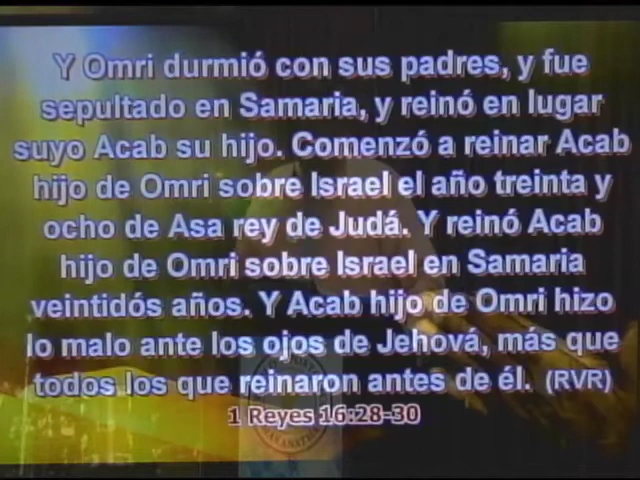 Y Omri durmió con sus padres, y fue
sepultado en Samaria, y reinó en lugar
suyo Acab su hijo. Comenzó a reinar Acab
hijo de Omri sobre Israel el año treinta y
ocho de Asa rey de Judá. Y reinó Acab
hijo de Omri sobre Israel en Samaria
veintidós años. Y Acab hijo de Omri hizo
lo malo ante los ojos de Jehová, más que
todos los que reinaron antes de él. (RVR)
1 Reyes 16:28-30